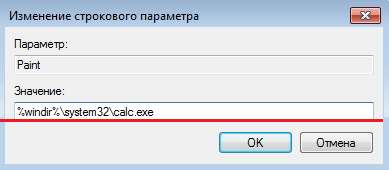 Изменение строкового параметра
Параметр:
Paint
Значение:
%windir%\system32\calc.exe
OK
Отмена